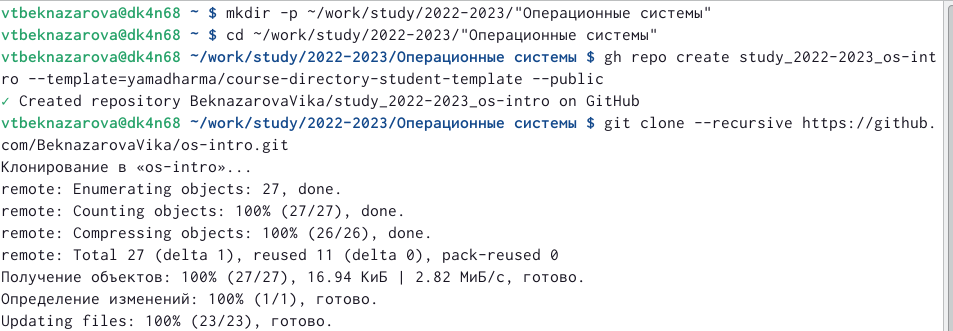 vtbeknazarova@dk4n68 ~ $ mkdir -p ~/work/study/2022-2023/"Операционные системы"
vtbeknazarova@dk4n68 ~ $ cd ~/work/study/2022-2023/"Операционные системы"
vtbeknazarova@dk4n68 ~/work/study/2022-2023/Операционные системы $ gh repo create study_2022-2023_os-int
ro --template=yamadharma/course-directory-student-template --public
✓ Created repository BeknazarovaVika/study_2022-2023_os-intro on GitHub
vtbeknazarova@dk4n68 ~/work/study/2022-2023/Операционные системы $ git clone --recursive https://github.
com/BeknazarovaVika/os-intro.git
Клонирование в «os-intro»...
remote: Enumerating objects: 27, done.
remote: Counting objects: 100% (27/27), done.
remote: Compressing objects: 100% (26/26), done.
remote: Total 27 (delta 1), reused 11 (delta 0), pack-reused 0
Получение объектов: 100% (27/27), 16.94 КиБ | 2.82 МиБ/с, готово.
Определение изменений: 100% (1/1), готово.
Updating files: 100% (23/23), готово.